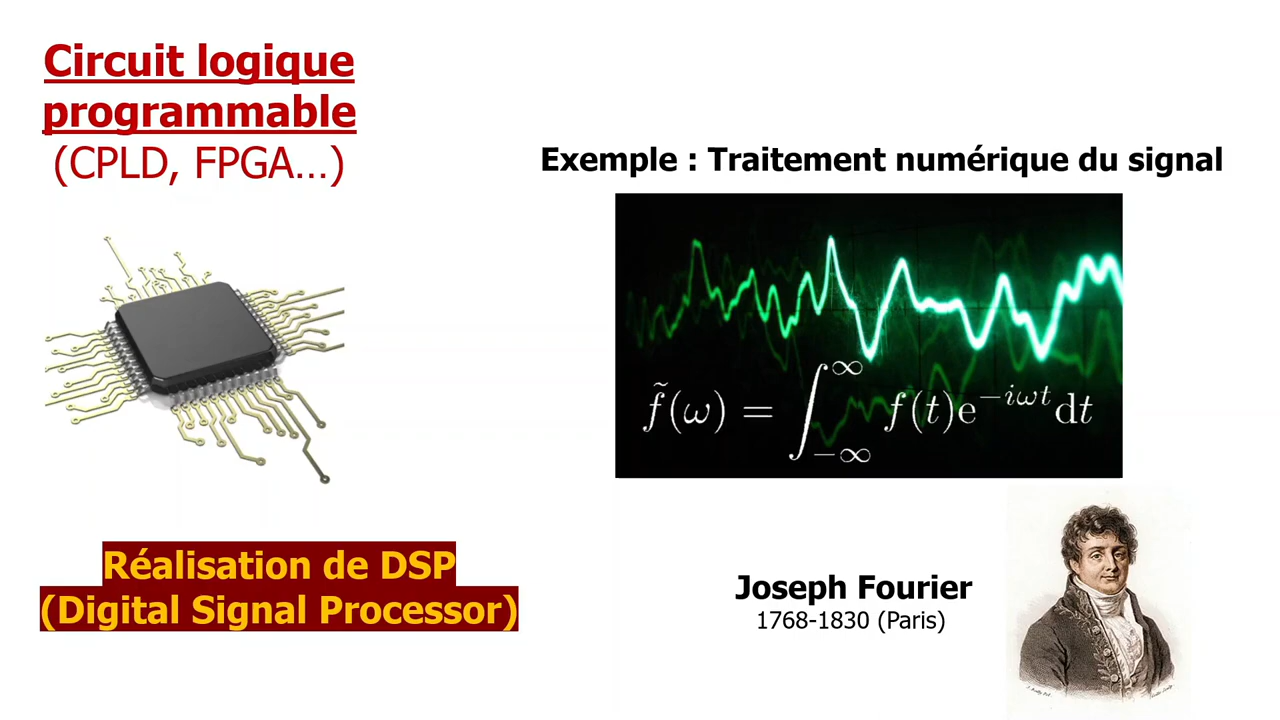 Circuit logique
programmable
(CPLD, FPGA…)
Exemple : Traitement numérique du signal
f̃(ω) = ∫_{-∞}^{∞} f(t)e^{-iωt}dt
Réalisation de DSP
(Digital Signal Processor)
Joseph Fourier
1768-1830 (Paris)